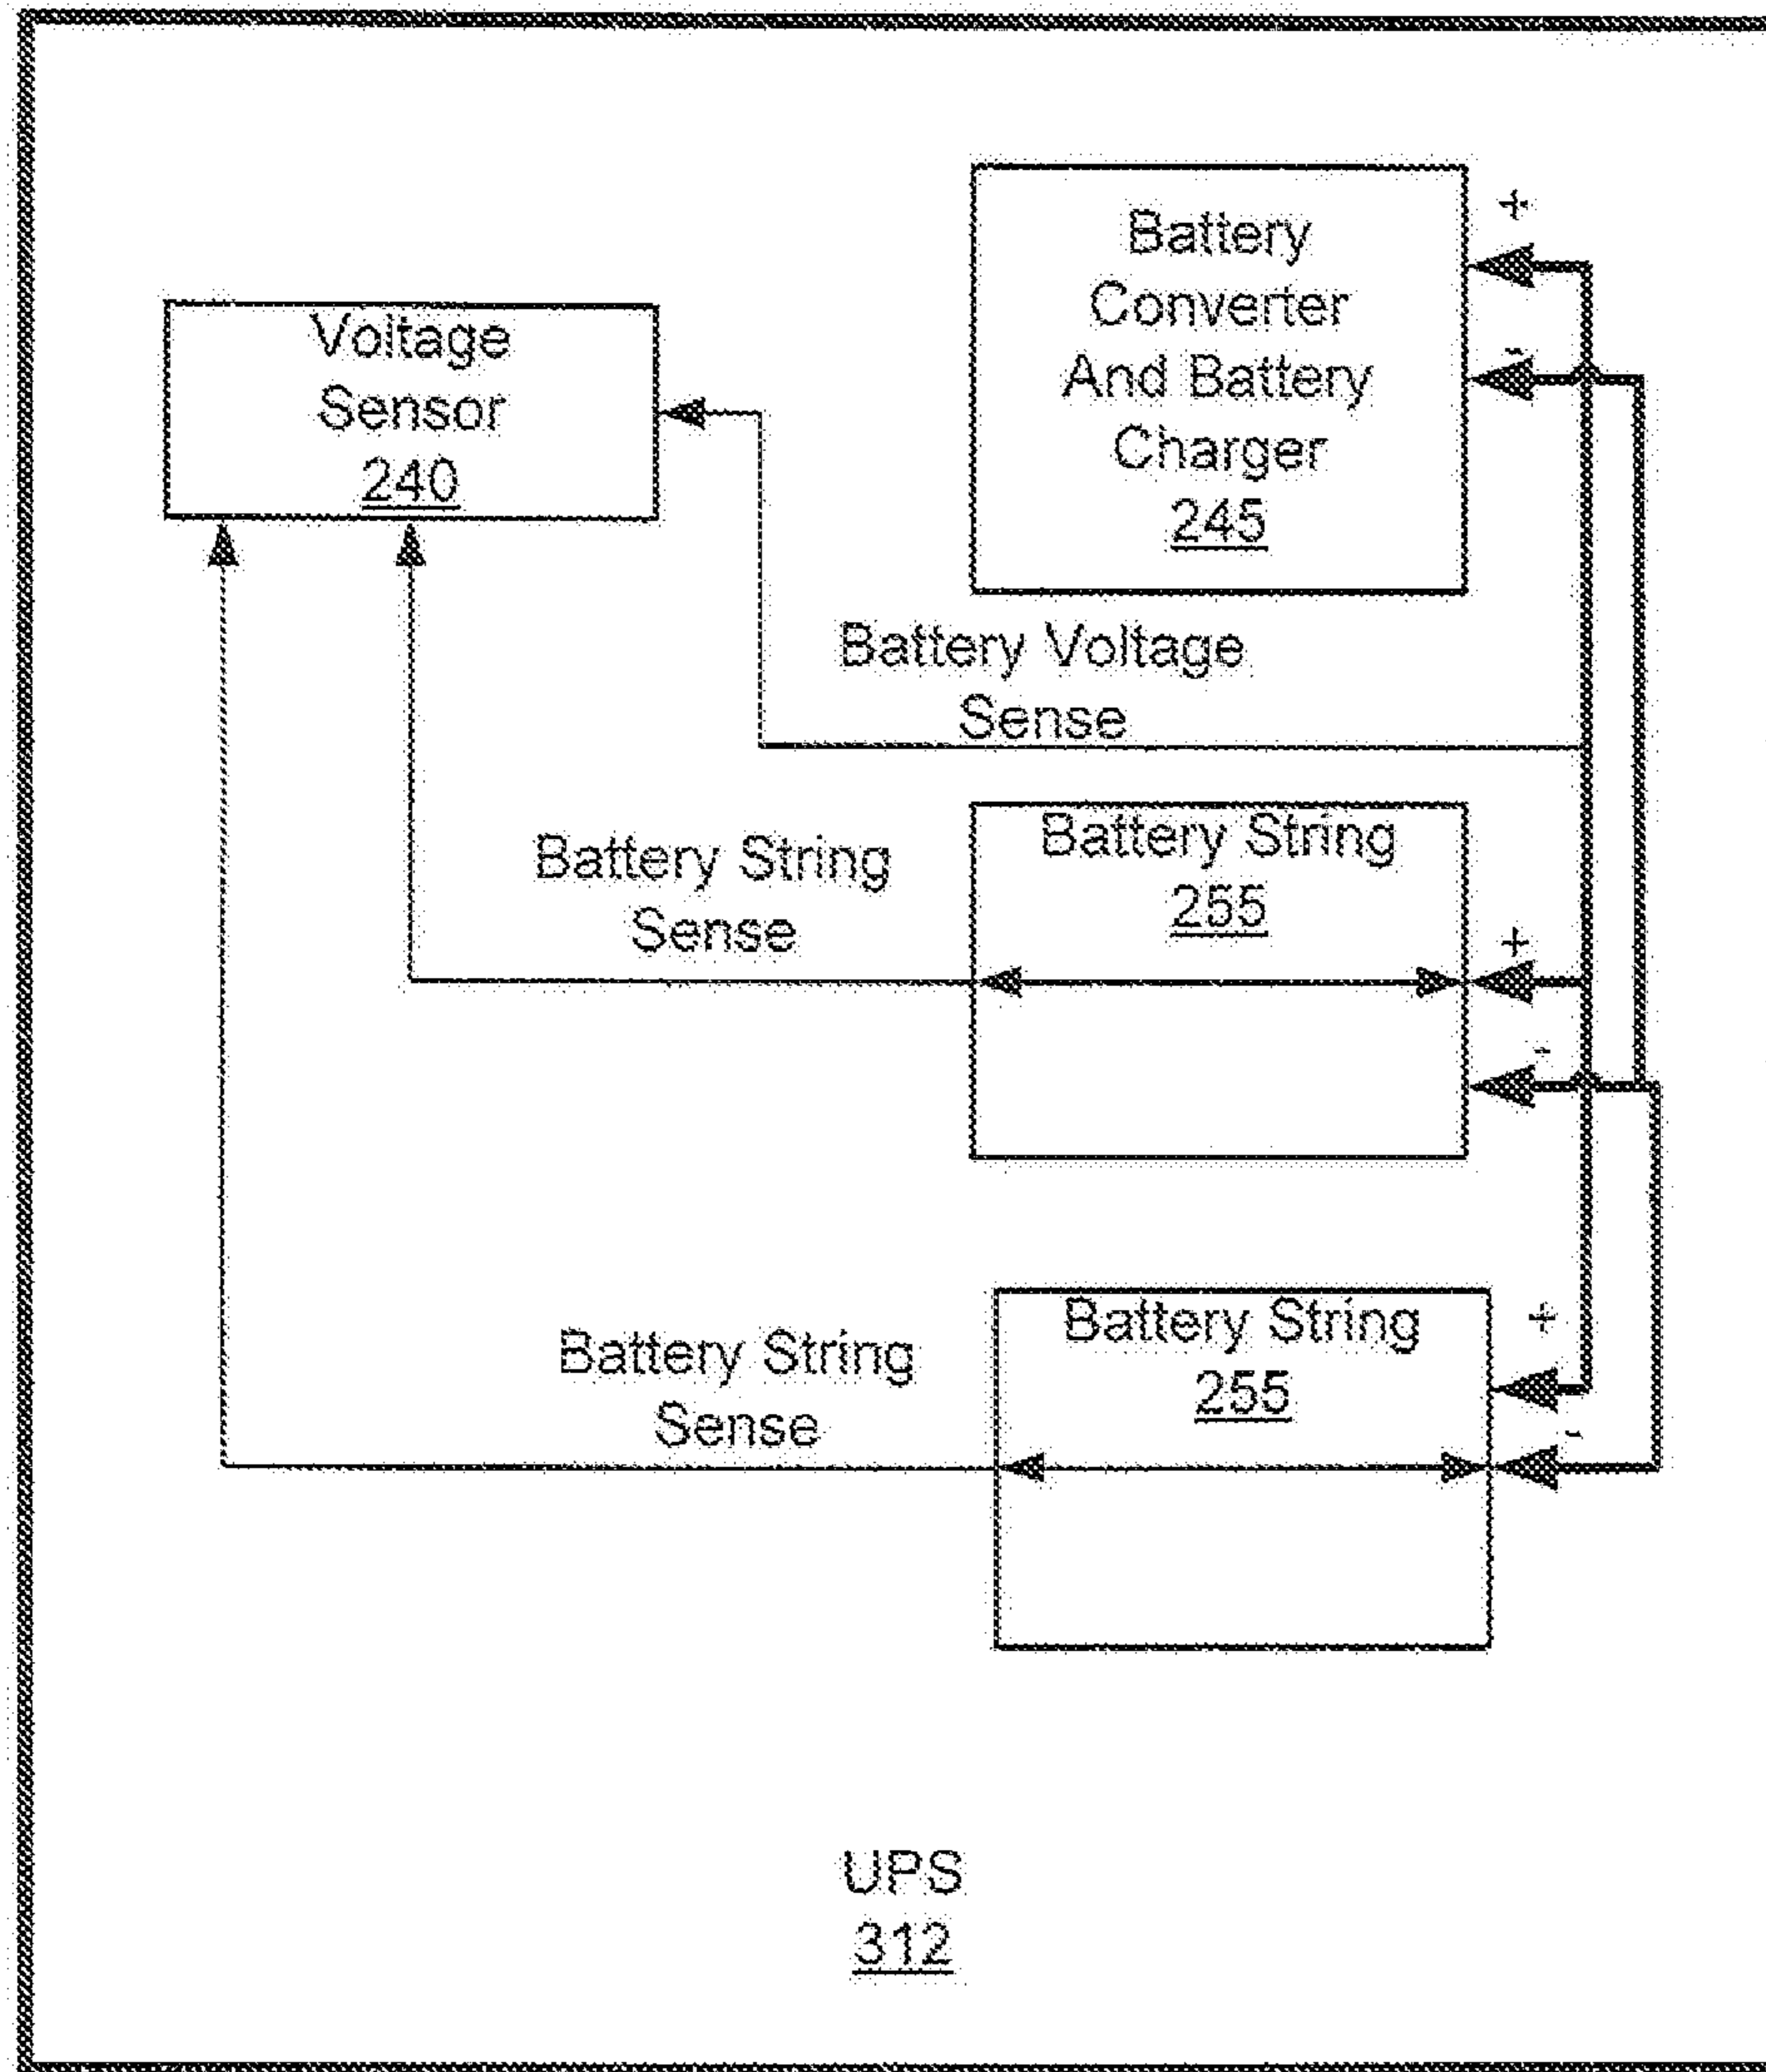 Voltage
Sensor
240
Battery
Converter
And Battery
Charger
245
+
-
Battery Voltage
Sense
Battery String
Sense
Battery String
255
+
-
Battery String
Sense
Battery String
255
+
-
UPS
312